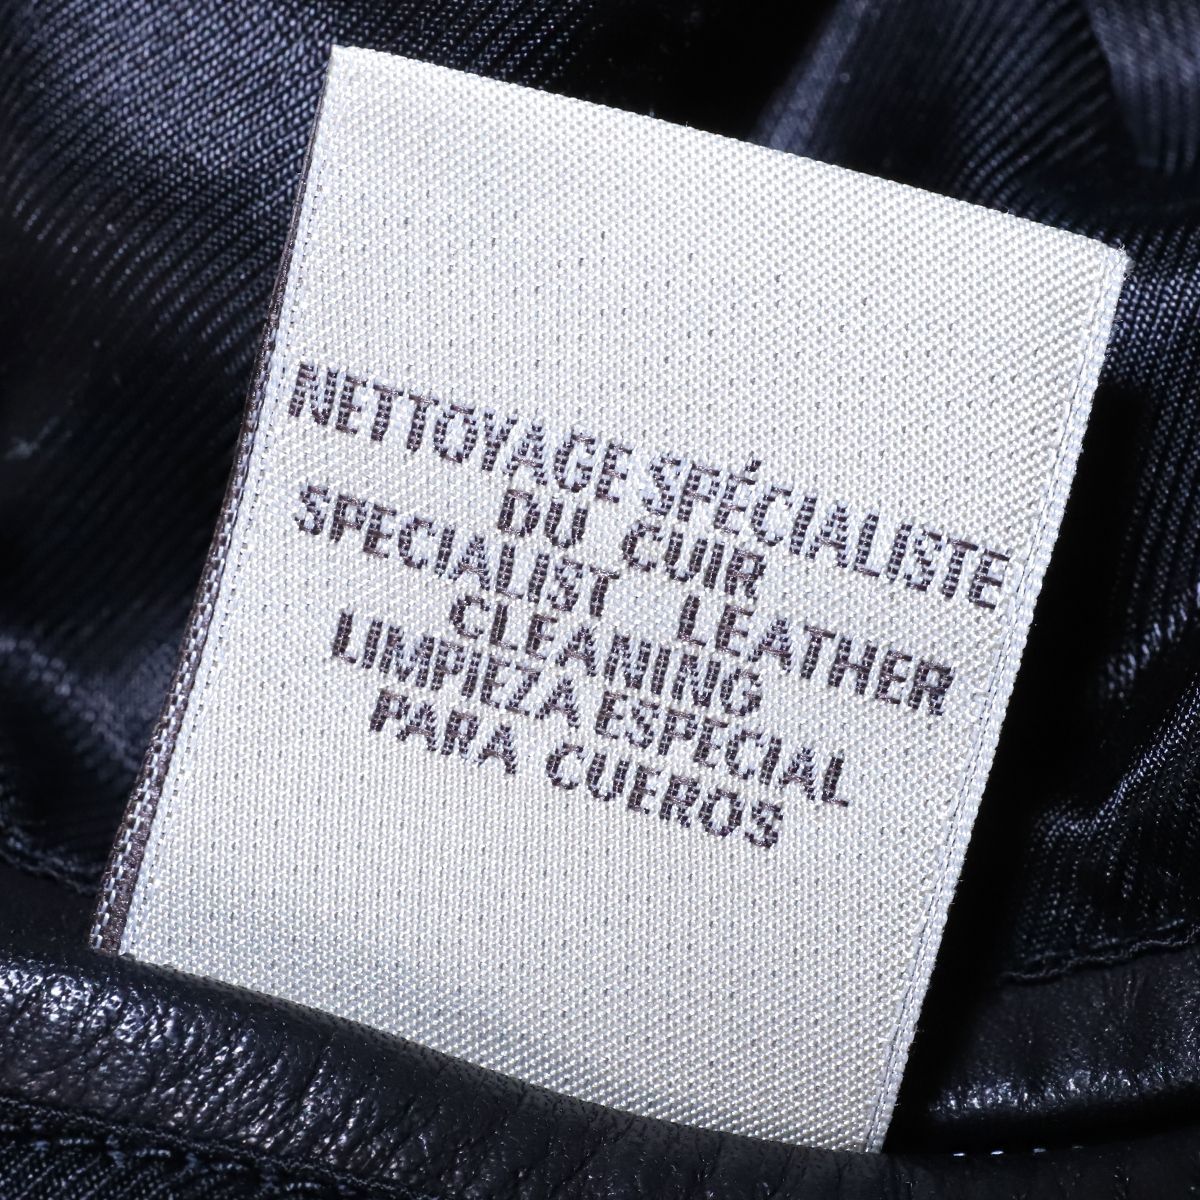 NETTOYAGE SPÉCIALISTE
DU CUIR
SPECIALIST LEATHER
CLEANING
LIMPIEZA ESPECIAL
PARA CUEROS